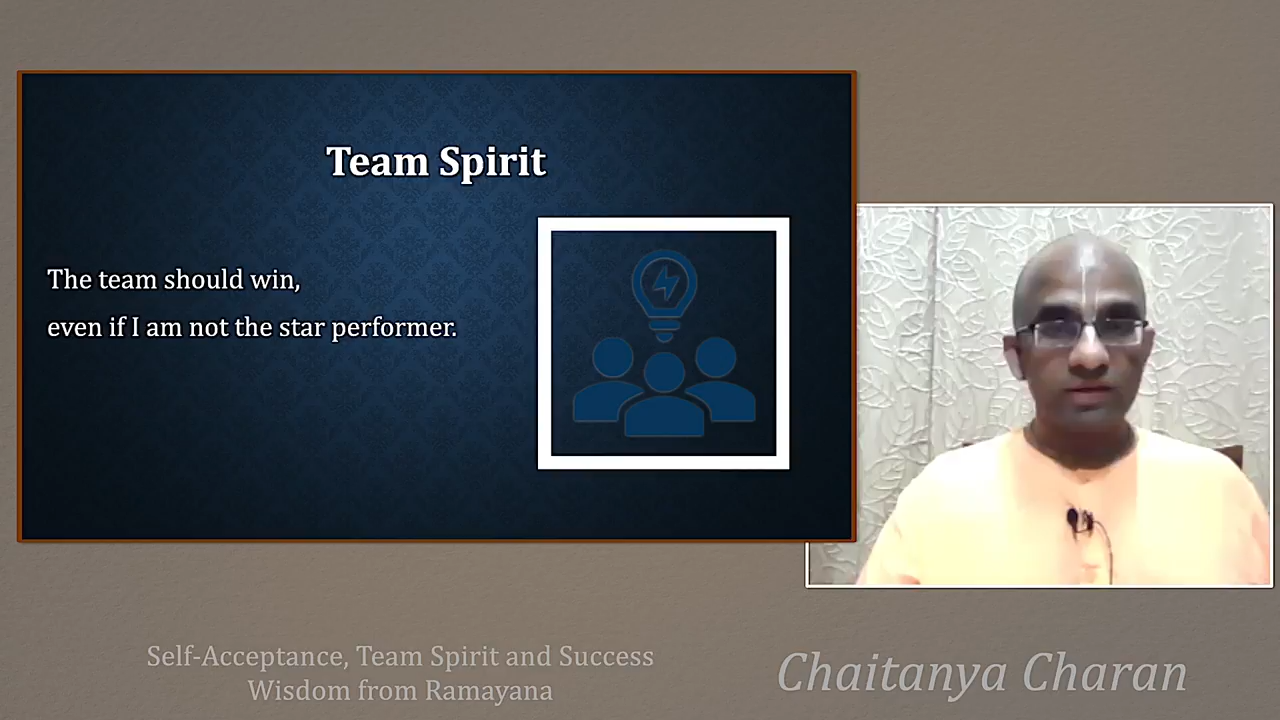 Team Spirit
The team should win,
even if I am not the star performer.
Self-Acceptance, Team Spirit and Success
Wisdom from Ramayana
Chaitanya Charan